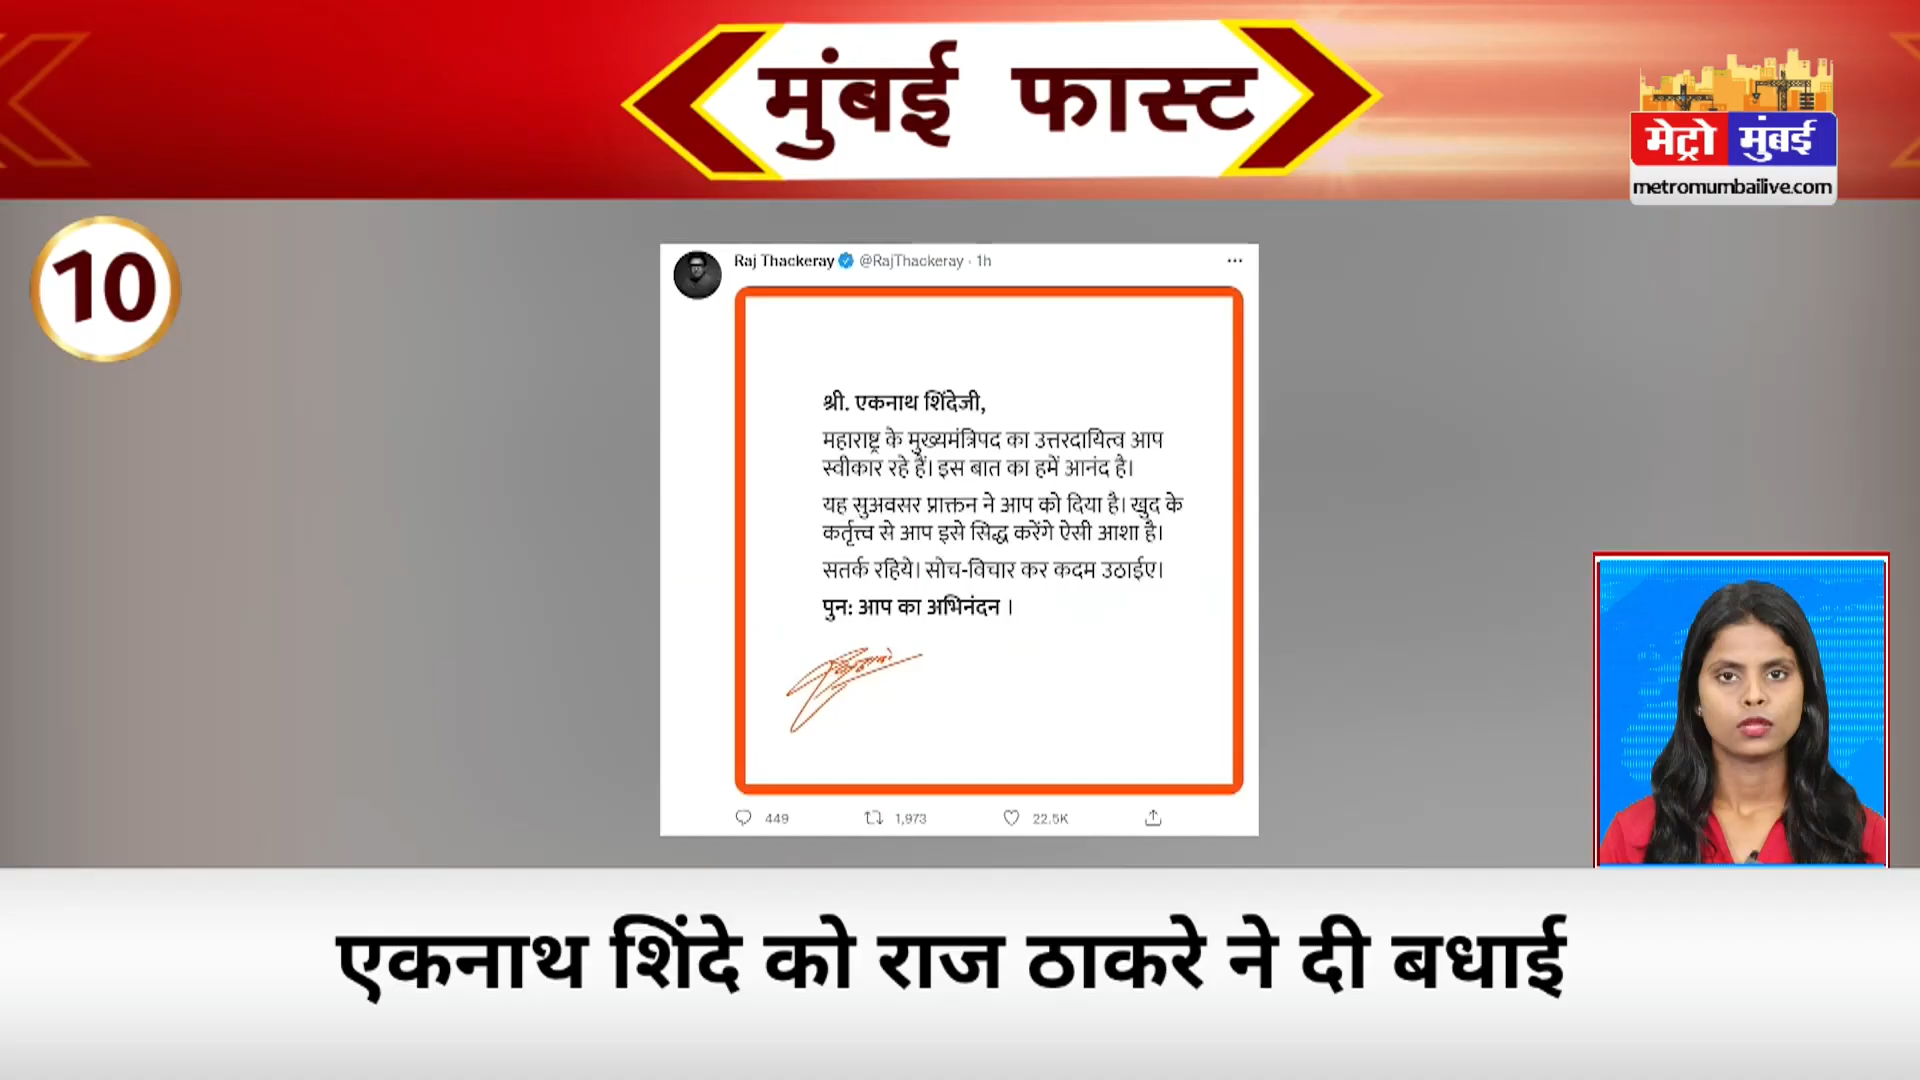 मुंबई फास्ट
मेट्रो मुंबई
metromumbailive.com
10
Raj Thackeray @RajThackeray · 1h
श्री. एकनाथ शिंदेजी,
महाराष्ट्र के मुख्यमंत्रिपद का उत्तरदायित्व आप
स्वीकार रहे हैं। इस बात का हमें आनंद है।
यह सुअवसर प्राक्तन ने आप को दिया है। खुद के
कर्तृत्त्व से आप इसे सिद्ध करेंगे ऐसी आशा है।
सतर्क रहिये। सोच-विचार कर कदम उठाईए।
पुन: आप का अभिनंदन ।
449 1,973 22.5K
एकनाथ शिंदे को राज ठाकरे ने दी बधाई